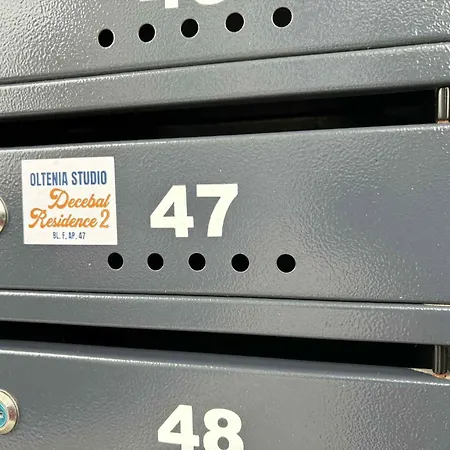 OLTENIA STUDIO
Decebal
Residence 2
BL. F, AP. 47
47
48